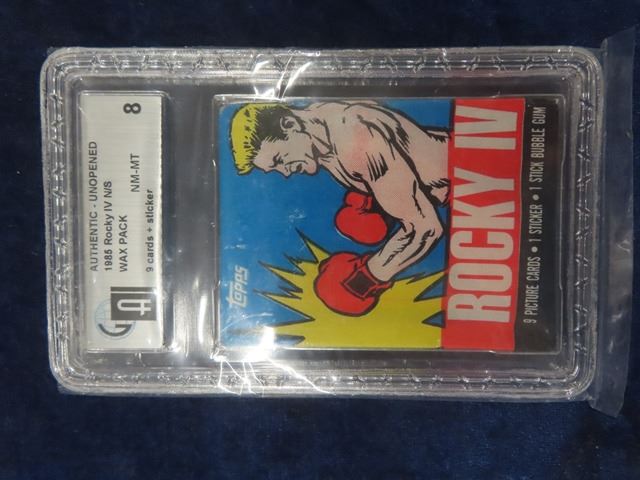 AUTHENTIC - UNOPENED
1985 Rocky IV N/S
WAX PACK
NM-MT
8
9 cards + sticker
GAI
Topps
ROCKY IV
9 PICTURE CARDS • 1 STICKER • 1 STICK BUBBLE GUM